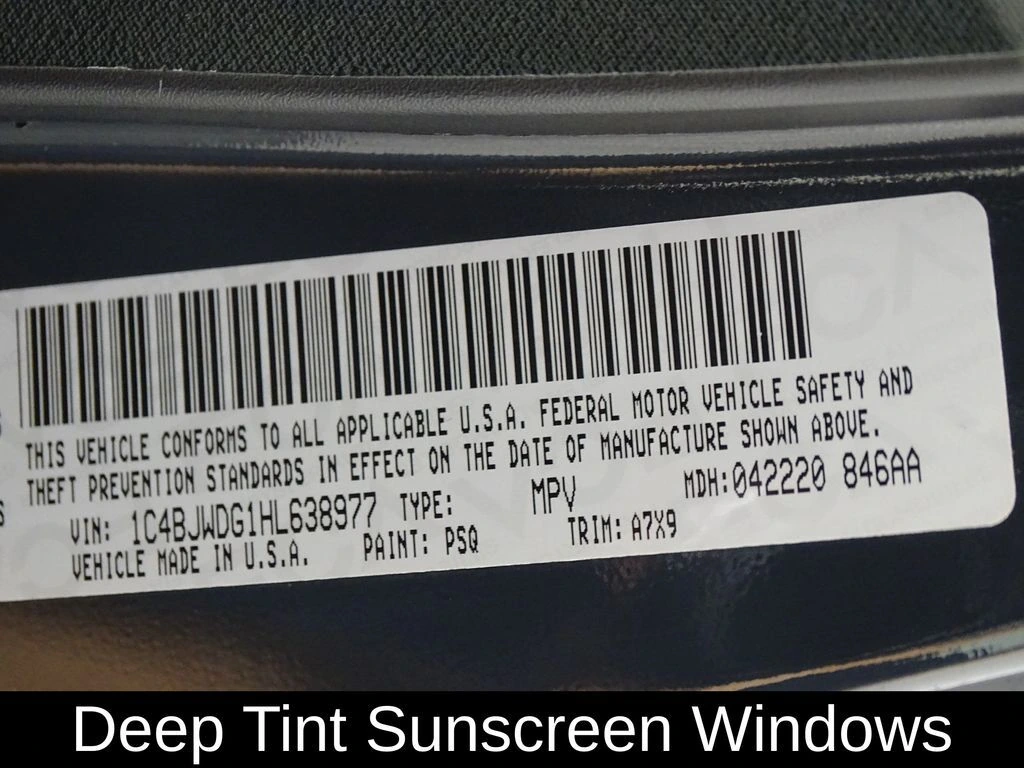 THIS VEHICLE CONFORMS TO ALL APPLICABLE U.S.A. FEDERAL MOTOR VEHICLE SAFETY AND
THEFT PREVENTION STANDARDS IN EFFECT ON THE DATE OF MANUFACTURE SHOWN ABOVE.
VIN: 1C4BJWDG1HL638977 TYPE: MPV MDH:042220 846AA
VEHICLE MADE IN U.S.A. PAINT: PSQ TRIM: A7X9
Deep Tint Sunscreen Windows